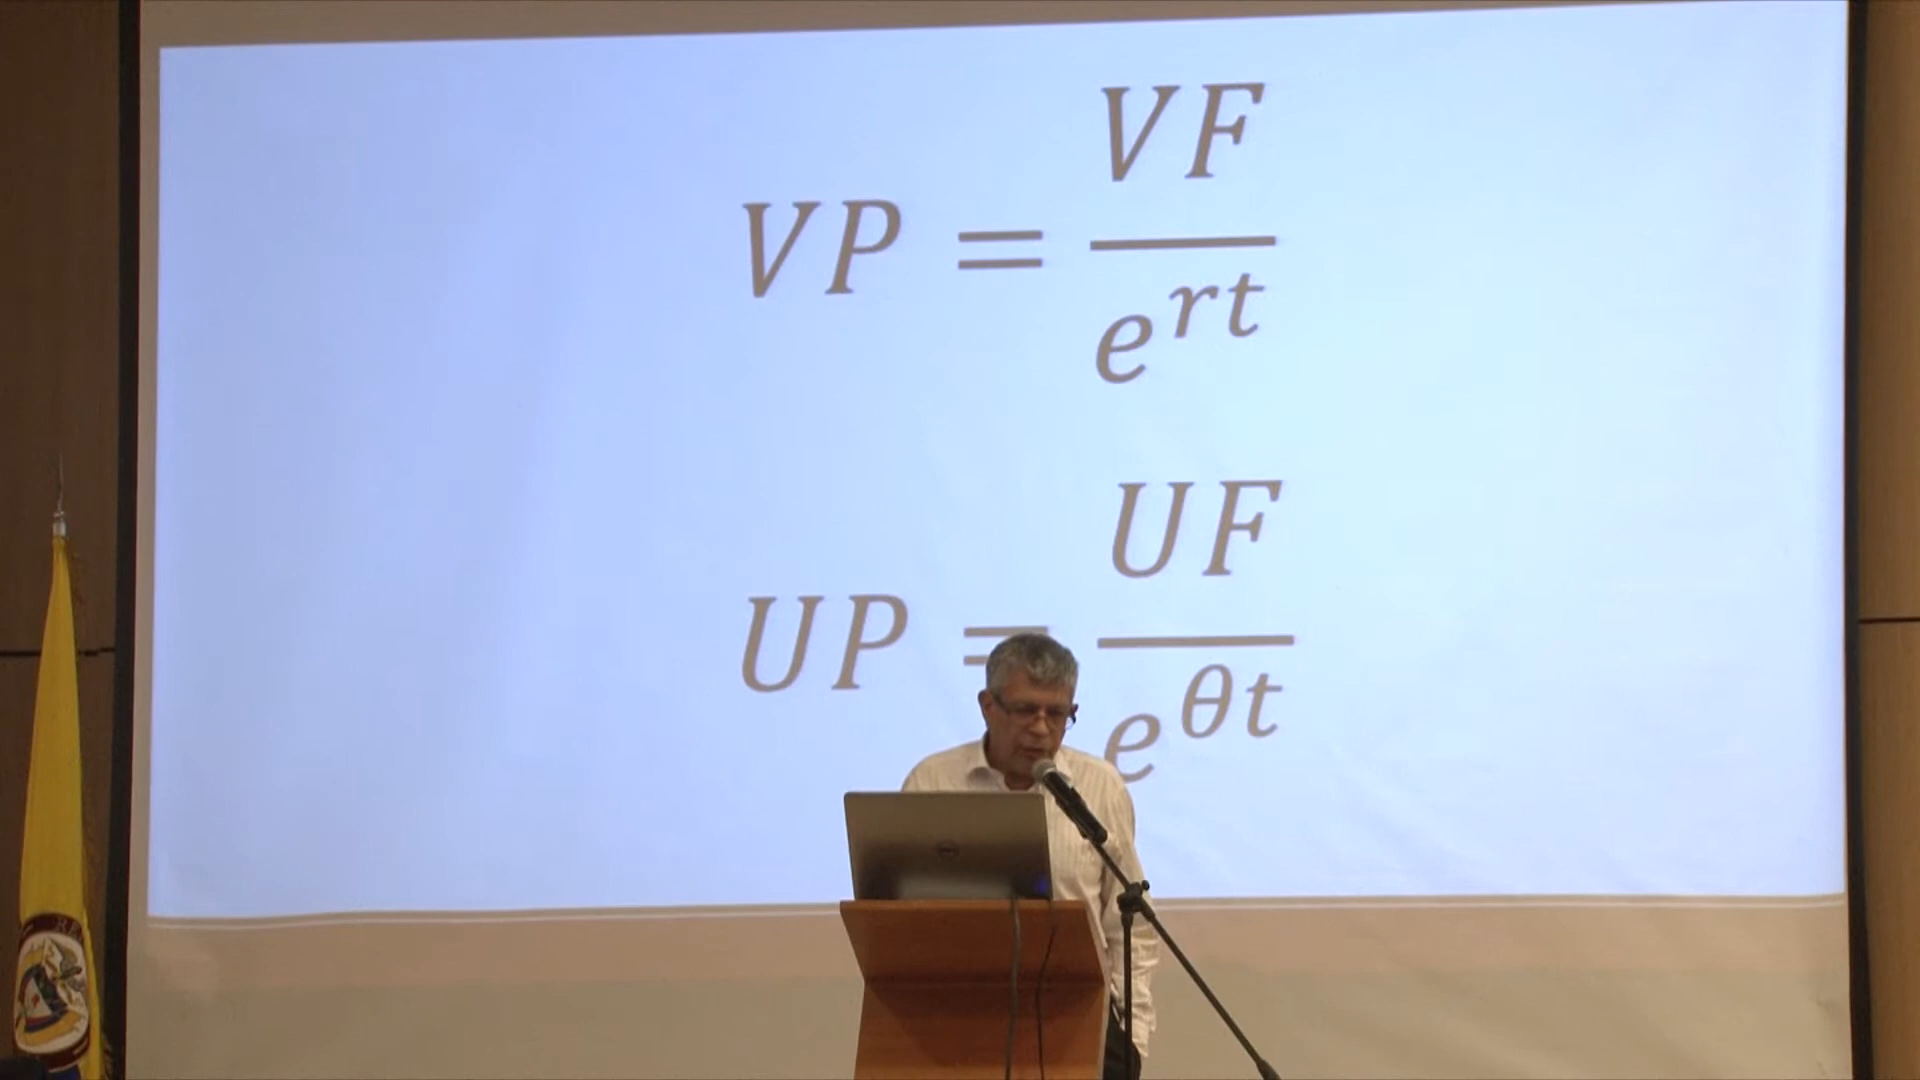 VP = VF / e^{rt}
UP = UF / e^{θt}